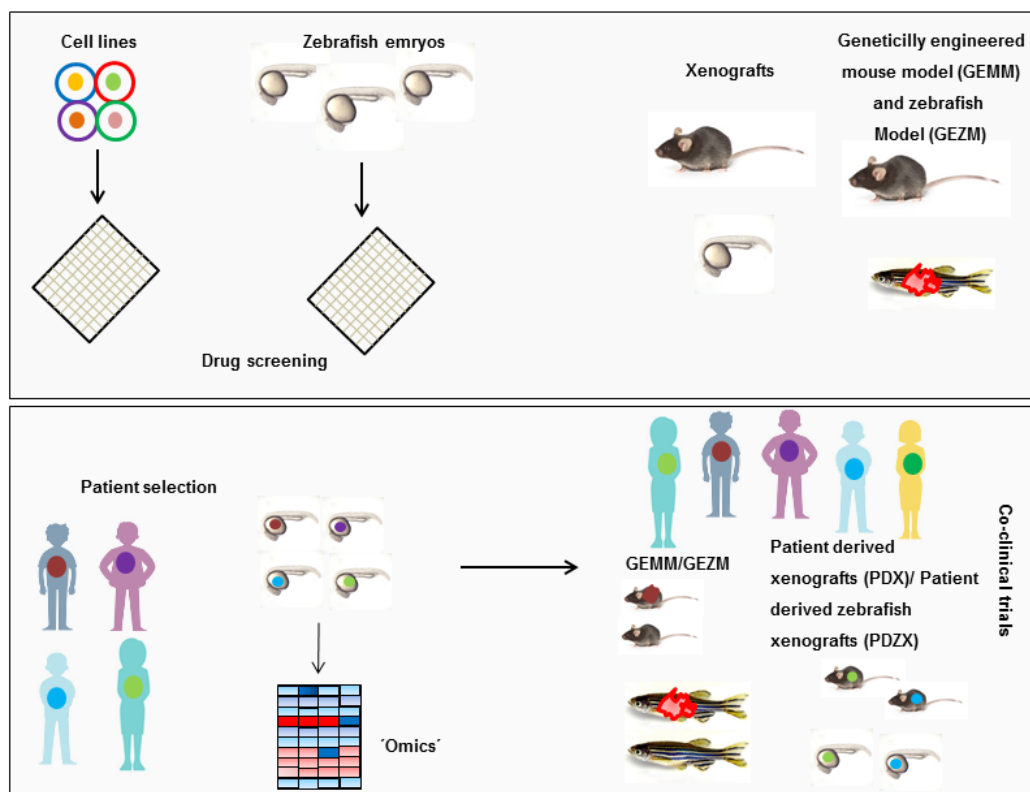 Cell lines
Zebrafish emryos
Xenografts
Geneticilly engineered
mouse model (GEMM)
and zebrafish
Model (GEZM)
Drug screening
Patient selection
'Omics'
GEMM/GEZM
Patient derived
xenografts (PDX)/ Patient
derived zebrafish
xenografts (PDZX)
Co-clinical trials